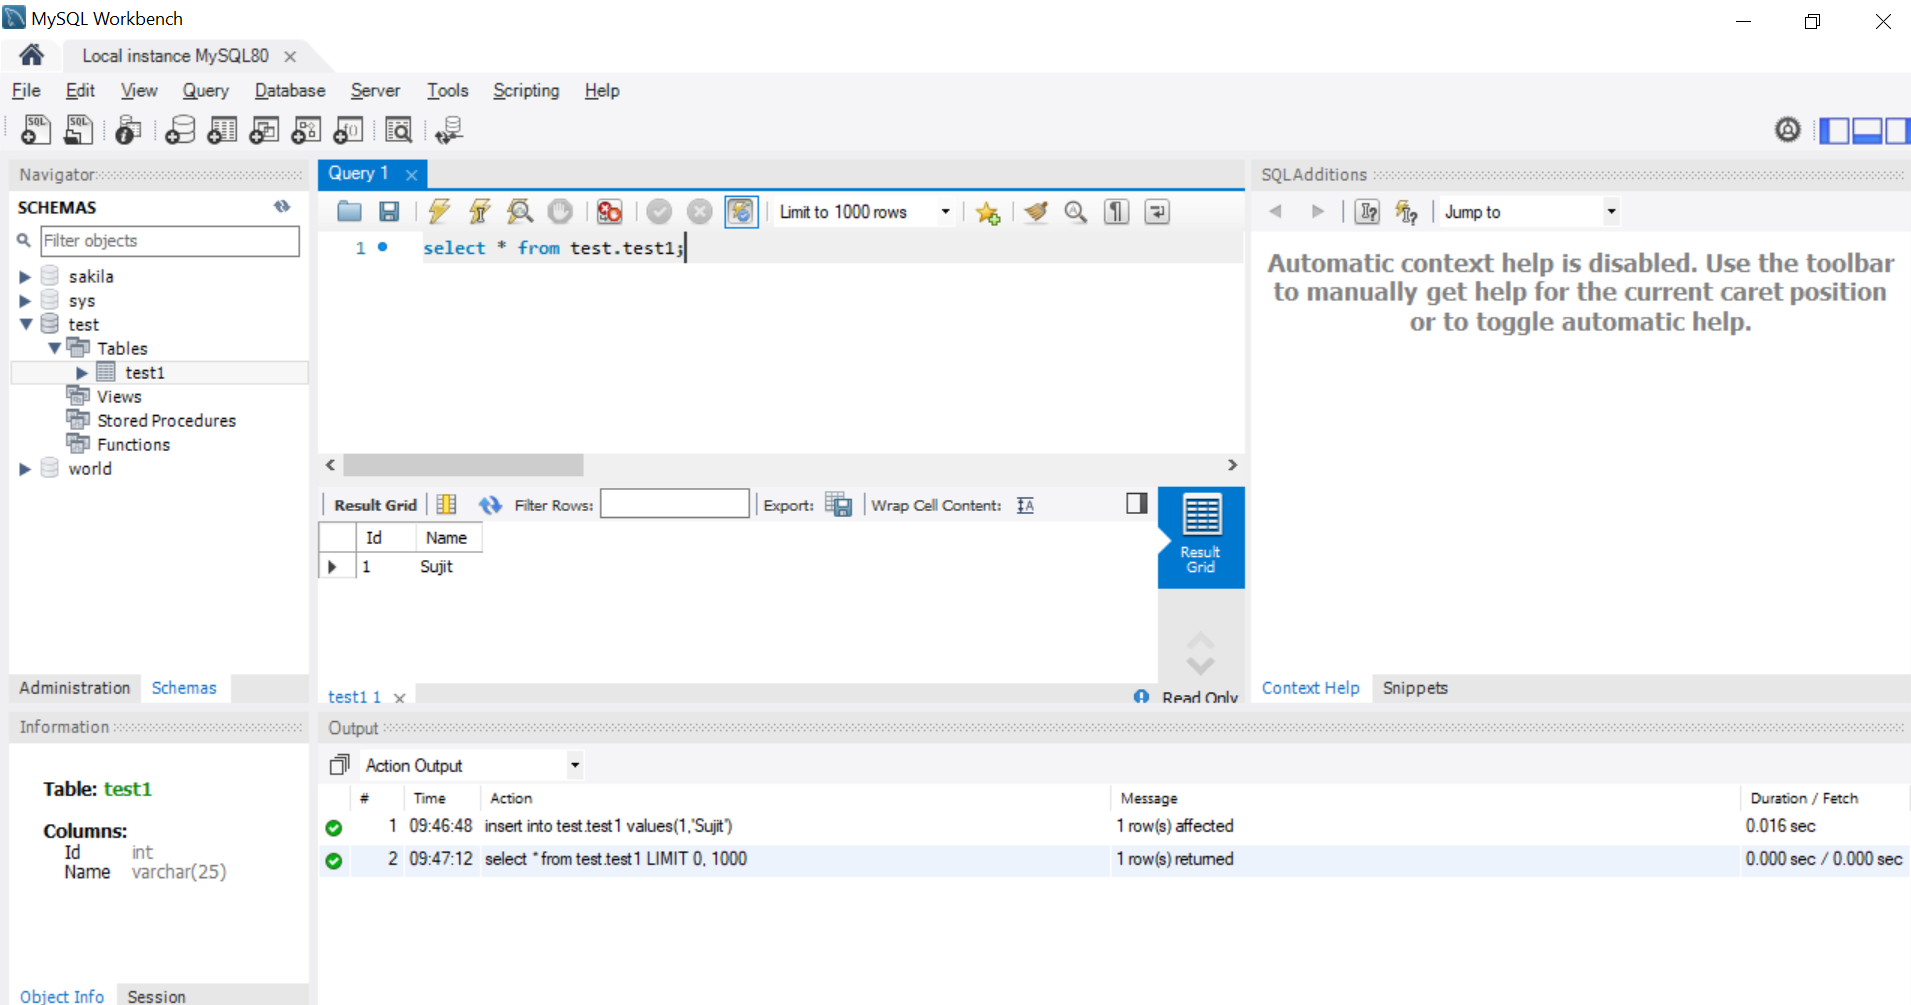 MySQL Workbench
Local instance MySQL80
File Edit View Query Database Server Tools Scripting Help
Navigator
SCHEMAS
Filter objects
sakila
sys
test
Tables
test1
Views
Stored Procedures
Functions
world
Administration Schemas
Query 1
Limit to 1000 rows
1 select * from test.test1;
Result Grid Filter Rows: Export: Wrap Cell Content:
Id Name
1 Sujit
Result
Grid
test1 1
Read Only
SQLAdditions
Jump to
Automatic context help is disabled. Use the toolbar
to manually get help for the current caret position
or to toggle automatic help.
Context Help Snippets
Information
Table: test1
Columns:
Id int
Name varchar(25)
Object Info Session
Output
Action Output
# Time Action Message Duration / Fetch
1 09:46:48 insert into test.test1 values(1,'Sujit') 1 row(s) affected 0.016 sec
2 09:47:12 select * from test.test1 LIMIT 0, 1000 1 row(s) returned 0.000 sec / 0.000 sec